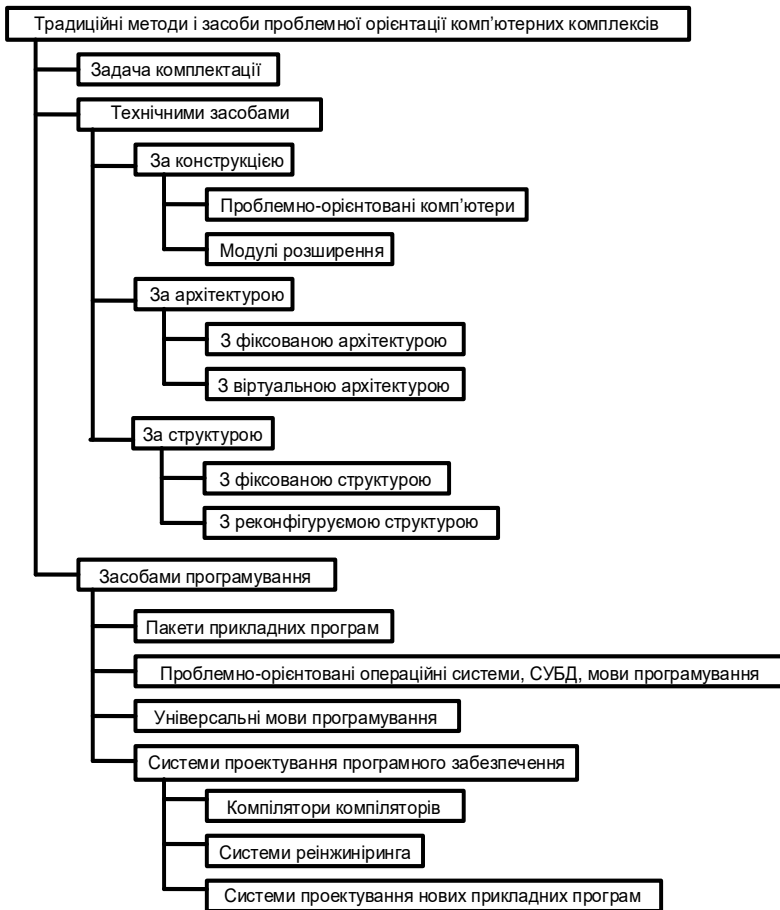 Традиційні методи і засоби проблемної орієнтації комп’ютерних комплексів
Задача комплектації
Технічними засобами
За конструкцією
Проблемно-орієнтовані комп’ютери
Модулі розширення
За архітектурою
З фіксованою архітектурою
З віртуальною архітектурою
За структурою
З фіксованою структурою
З реконфігуруємою структурою
Засобами програмування
Пакети прикладних програм
Проблемно-орієнтовані операційні системи, СУБД, мови програмування
Універсальні мови програмування
Системи проектування програмного забезпечення
Компілятори компіляторів
Системи реінжиніринга
Системи проектування нових прикладних програм